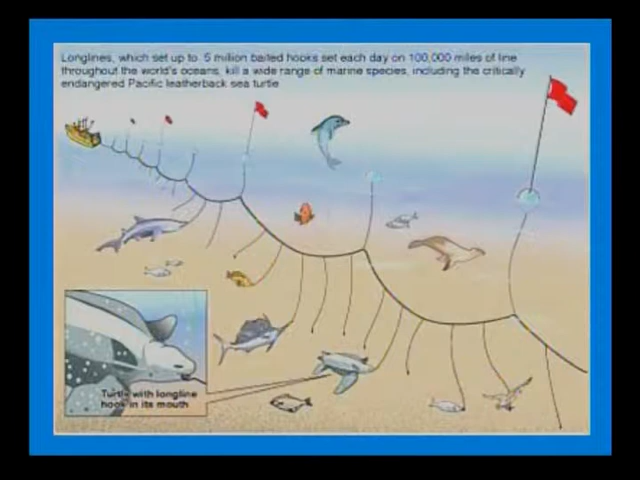 Longlines, which set up to 5 million baited hooks set each day on 100,000 miles of line
throughout the world's oceans, kill a wide range of marine species, including the critically
endangered Pacific leatherback sea turtle
Turtle with longline
hook in its mouth